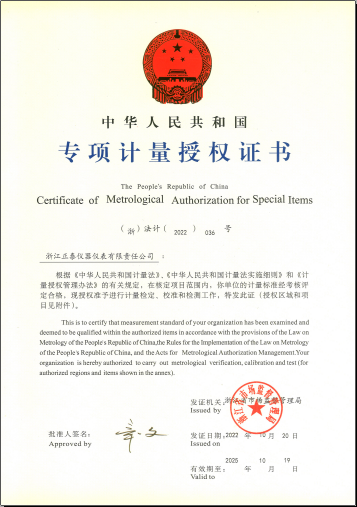 中华人民共和国
专项计量授权证书
The People's Republic of China
Certificate of Metrological Authorization for Special Items
（浙）法计（2022）036 号
浙江正泰仪器仪表有限责任公司：
根据《中华人民共和国计量法》、《中华人民共和国计量法实施细则》和《计
量授权管理办法》的有关规定，在核定项目范围内，你单位的计量标准经考核评
定合格，现授权准予进行计量检定、校准和检测工作，特发此证（授权区域和项
目见附件）。
This is to certify that measurement standard of your organization has been examined and
deemed to be qualified within the authorized items in accordance with the provisions of the Law on
Metrology of the People's Republic of China,the Rules for the Implementation of the Law on Metrology
of the People's Republic of China, and the Acts for Metrological Authorization Management.Your
organization is hereby authorized to carry out metrological verification, calibration and test (for
authorized regions and items shown in the annex).
发证机关：浙江省市场监督管理局
Issued by
批准人签名：
Approved by
发证日期：2022 年 10 月 20 日
Issued on
有效期至：2025 年 10 月 19 日
Valid to